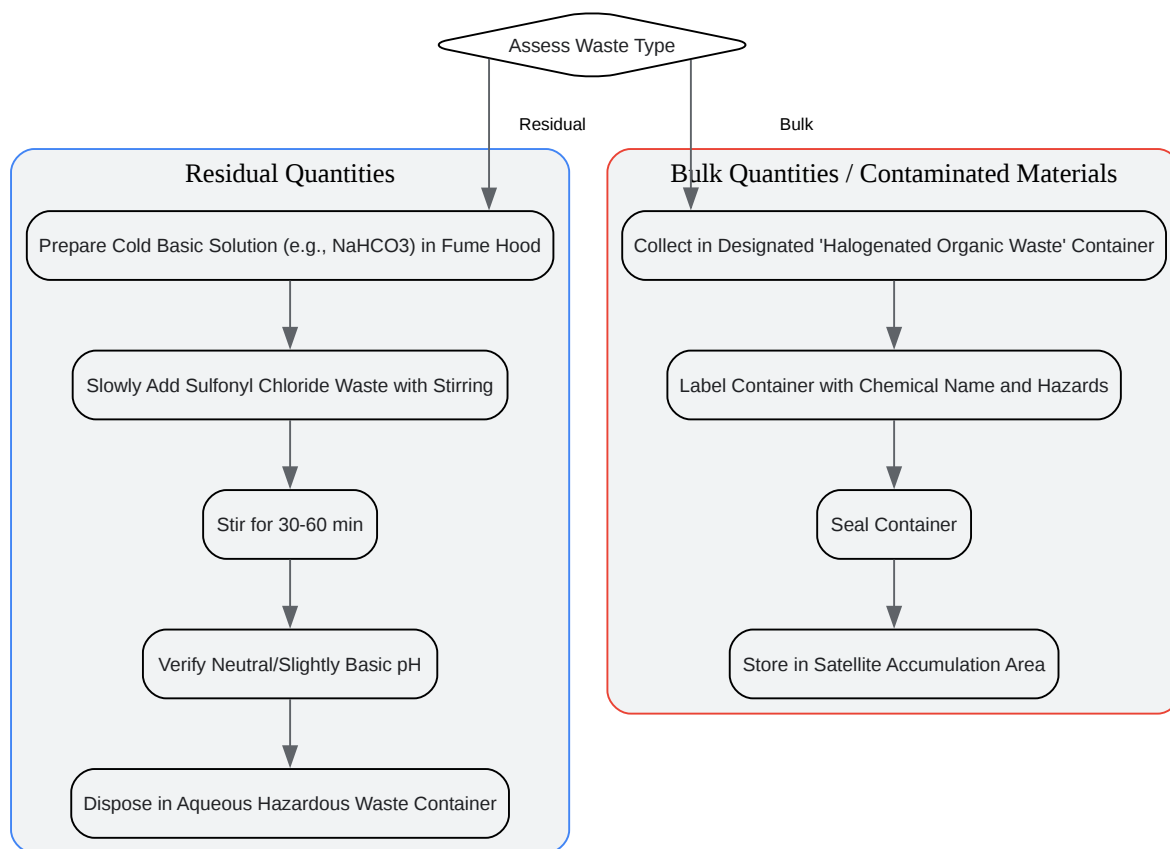 Assess Waste Type
Residual
Bulk
Residual Quantities
Prepare Cold Basic Solution (e.g., NaHCO3) in Fume Hood
Slowly Add Sulfonyl Chloride Waste with Stirring
Stir for 30-60 min
Verify Neutral/Slightly Basic pH
Dispose in Aqueous Hazardous Waste Container
Bulk Quantities / Contaminated Materials
Collect in Designated 'Halogenated Organic Waste' Container
Label Container with Chemical Name and Hazards
Seal Container
Store in Satellite Accumulation Area